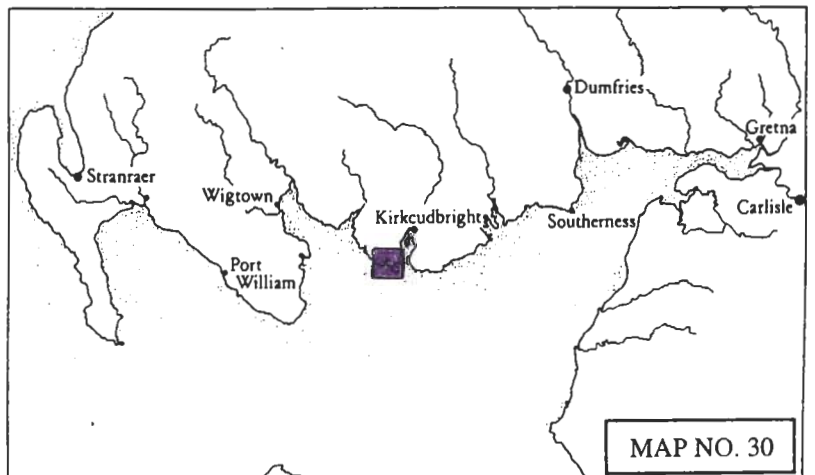 Dumfries
Gretna
Stranraer
Wigtown
Kirkcudbright
Southerness
Carlisle
Port
William
MAP NO. 30